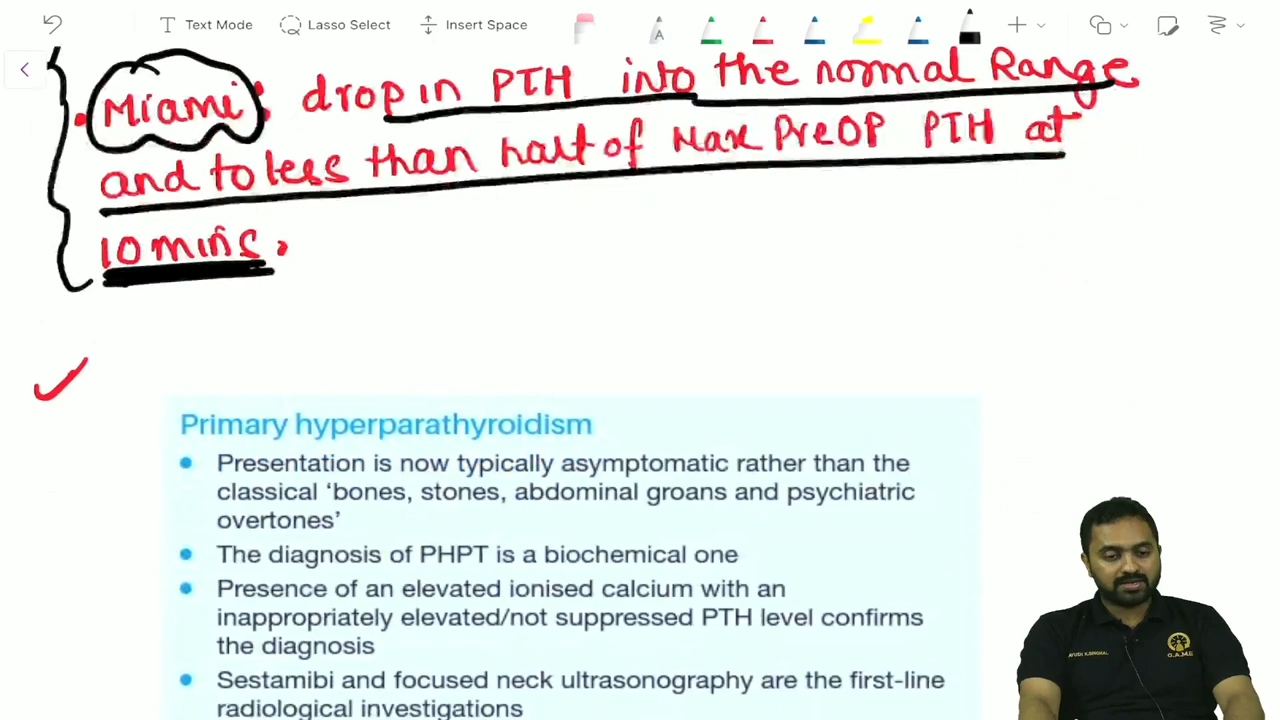 Text Mode Lasso Select Insert Space
Miami: drop in PTH into the normal Range
and to less than half of Max PreOP PTH at
10 mins.
Primary hyperparathyroidism
• Presentation is now typically asymptomatic rather than the
classical ‘bones, stones, abdominal groans and psychiatric
overtones’
• The diagnosis of PHPT is a biochemical one
• Presence of an elevated ionised calcium with an
inappropriately elevated/not suppressed PTH level confirms
the diagnosis
• Sestamibi and focused neck ultrasonography are the first-line
radiological investigations
G.A.M.E